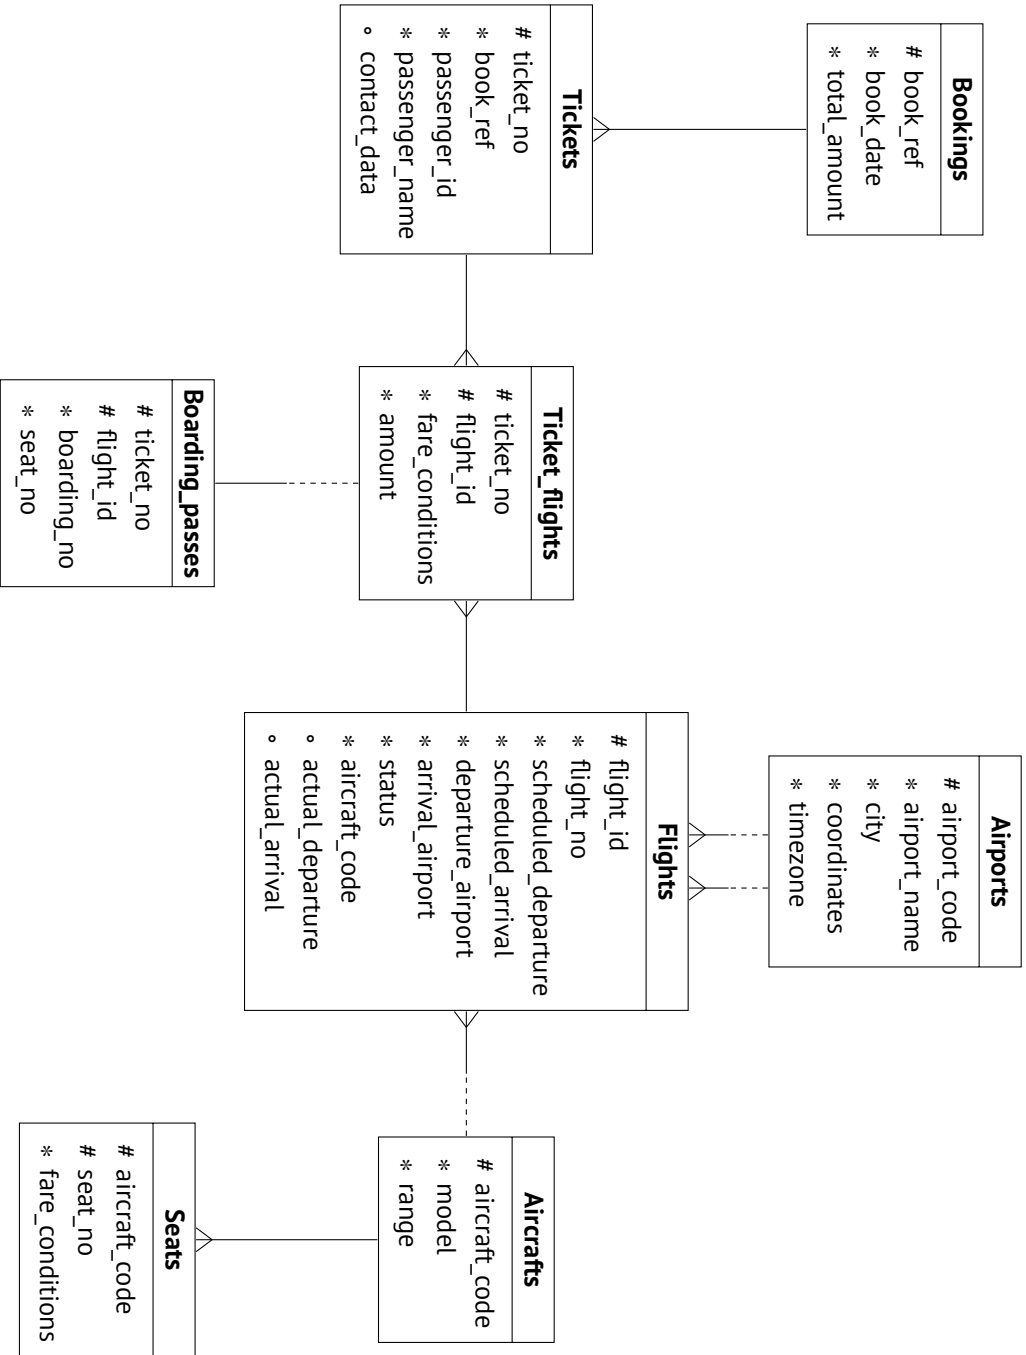 Bookings
# book_ref
* book_date
* total_amount
Airports
# airport_code
* airport_name
* city
* coordinates
* timezone
Tickets
# ticket_no
* book_ref
* passenger_id
* passenger_name
° contact_data
Ticket_flights
# ticket_no
# flight_id
* fare_conditions
* amount
Flights
# flight_id
* flight_no
* scheduled_departure
* scheduled_arrival
* departure_airport
* arrival_airport
* status
* aircraft_code
° actual_departure
° actual_arrival
Aircrafts
# aircraft_code
* model
* range
Boarding_passes
# ticket_no
# flight_id
* boarding_no
* seat_no
Seats
# aircraft_code
# seat_no
* fare_conditions